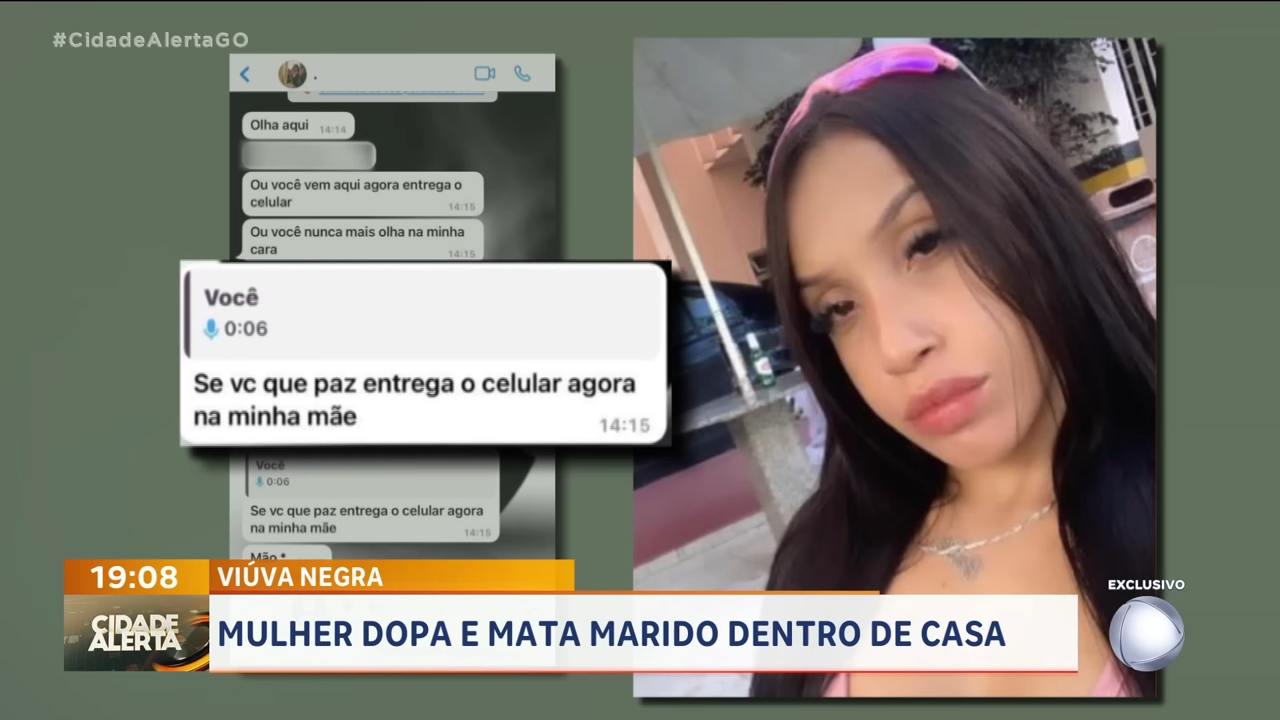 #CidadeAlertaGO
Olha aqui 14:14
Ou você vem aqui agora entrega o
celular 14:15
Ou você nunca mais olha na minha
cara 14:15
Você
0:06
Se vc que paz entrega o celular agora
na minha mãe 14:15
Você
0:06
Se vc que paz entrega o celular agora
na minha mãe 14:15
Mão *
EXCLUSIVO
19:08 VIÚVA NEGRA
CIDADE
ALERTA
MULHER DOPA E MATA MARIDO DENTRO DE CASA